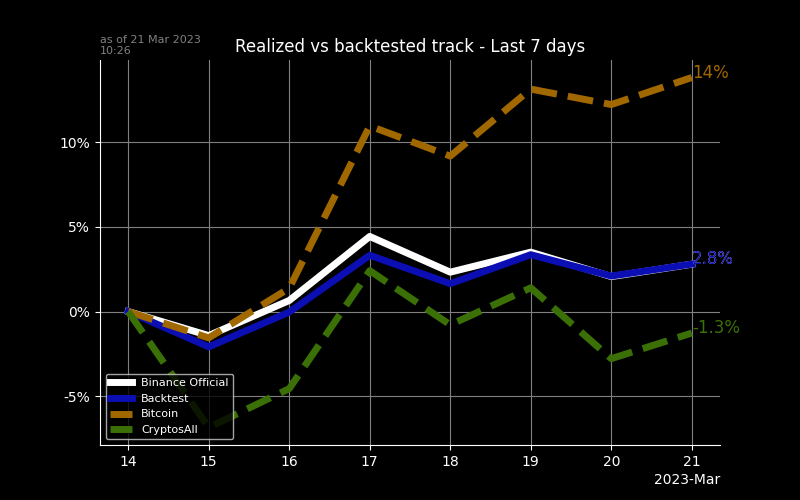 as of 21 Mar 2023
10:26
Realized vs backtested track - Last 7 days
14%
10%
5%
2.8%
2.8%
0%
-1.3%
-5%
Binance Official
Backtest
Bitcoin
CryptosAll
14 15 16 17 18 19 20 21
2023-Mar